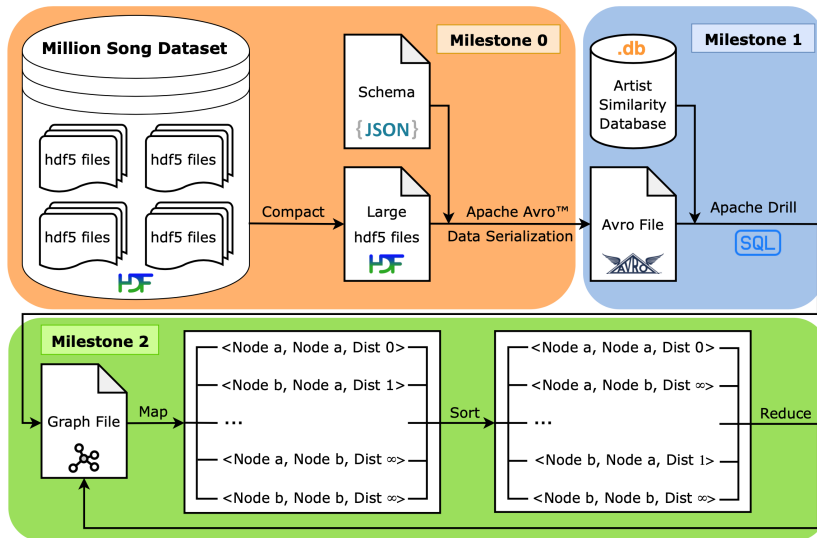 Million Song Dataset
hdf5 files
hdf5 files
hdf5 files
hdf5 files
HDF
Compact
Milestone 0
Schema
{JSON}
Large
hdf5 files
HDF
Apache Avro™
Data Serialization
Milestone 1
.db
Artist
Similarity
Database
Avro File
AVRO
Apache Drill
SQL
Milestone 2
Graph File
Map
<Node a, Node a, Dist 0>
<Node b, Node a, Dist 1>
...
<Node a, Node b, Dist ∞>
<Node b, Node b, Dist ∞>
Sort
<Node a, Node a, Dist 0>
<Node a, Node b, Dist ∞>
...
<Node b, Node a, Dist 1>
<Node b, Node b, Dist ∞>
Reduce